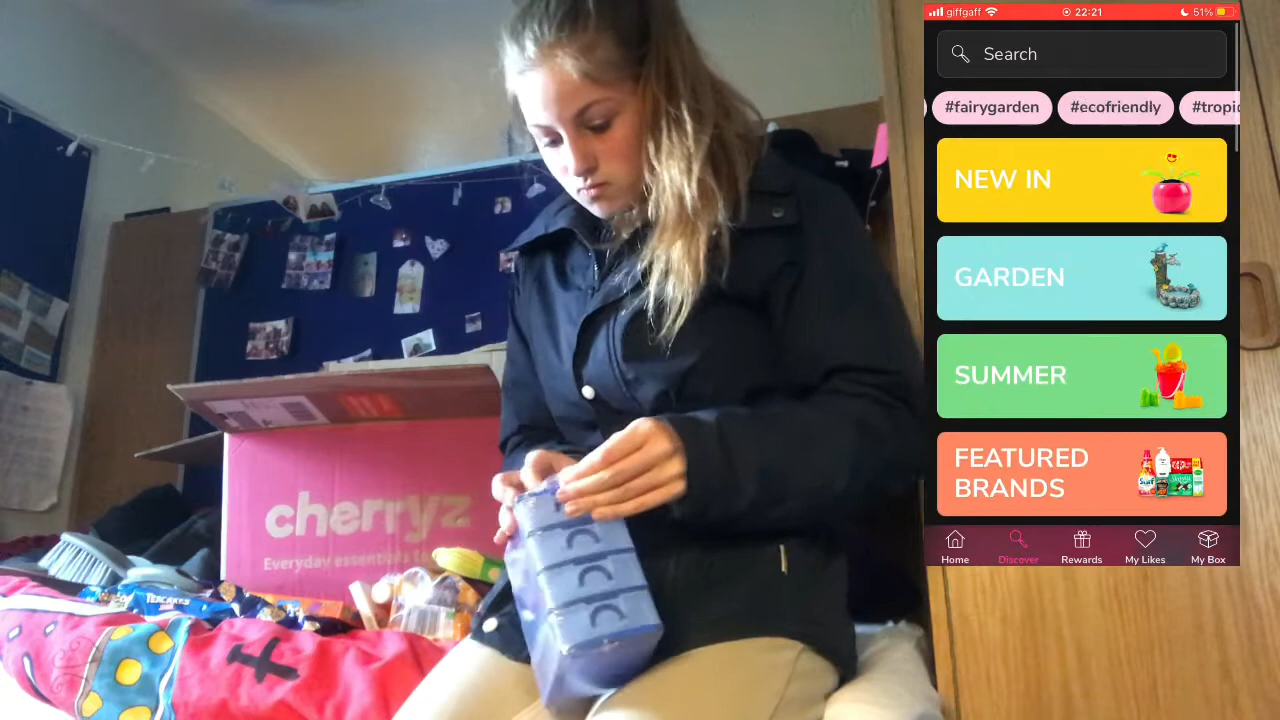 giffgaff 22:21 51%
Search
#fairygarden #ecofriendly #tropic
NEW IN
GARDEN
SUMMER
FEATURED
BRANDS
Home Discover Rewards My Likes My Box
cherryz
Everyday essentials
TEACAKES